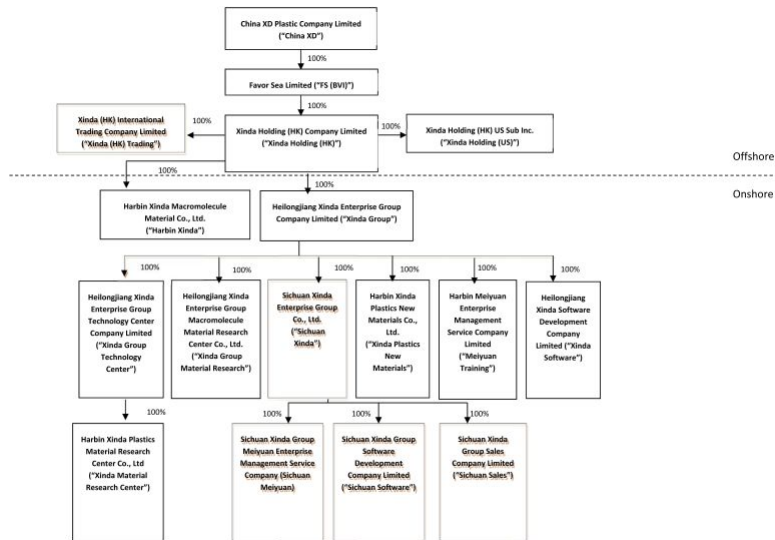 China XD Plastic Company Limited
("China XD")
100%
Favor Sea Limited ("FS (BVI)")
100%
Xinda (HK) International
Trading Company Limited
("Xinda (HK) Trading")
100%
Xinda Holding (HK) Company Limited
("Xinda Holding (HK)")
100%
Xinda Holding (HK) US Sub Inc.
("Xinda Holding (US)")
Offshore
100%
100%
Onshore
Harbin Xinda Macromolecule
Material Co., Ltd.
("Harbin Xinda")
Heilongjiang Xinda Enterprise Group
Company Limited ("Xinda Group")
100%
100%
100%
100%
100%
100%
Heilongjiang Xinda
Enterprise Group
Technology Center
Company Limited
("Xinda Group
Technology
Center")
Heilongjiang Xinda
Enterprise Group
Macromolecule
Material Research
Center Co., Ltd.
("Xinda Group
Material Research")
Sichuan Xinda
Enterprise Group
Co., Ltd.
("Sichuan
Xinda")
Harbin Xinda
Plastics New
Materials Co.,
Ltd.
("Xinda Plastics
New
Materials")
Harbin Meiyuan
Enterprise
Management
Service Company
Limited
("Meiyuan
Training")
Heilongjiang
Xinda Software
Development
Company
Limited ("Xinda
Software")
100%
100%
100%
100%
Harbin Xinda Plastics
Material Research
Center Co., Ltd
("Xinda Material
Research Center")
Sichuan Xinda Group
Meiyuan Enterprise
Management Service
Company (Sichuan
Meiyuan)
Sichuan Xinda Group
Software
Development
Company Limited
("Sichuan Software")
Sichuan Xinda
Group Sales
Company Limited
("Sichuan Sales")